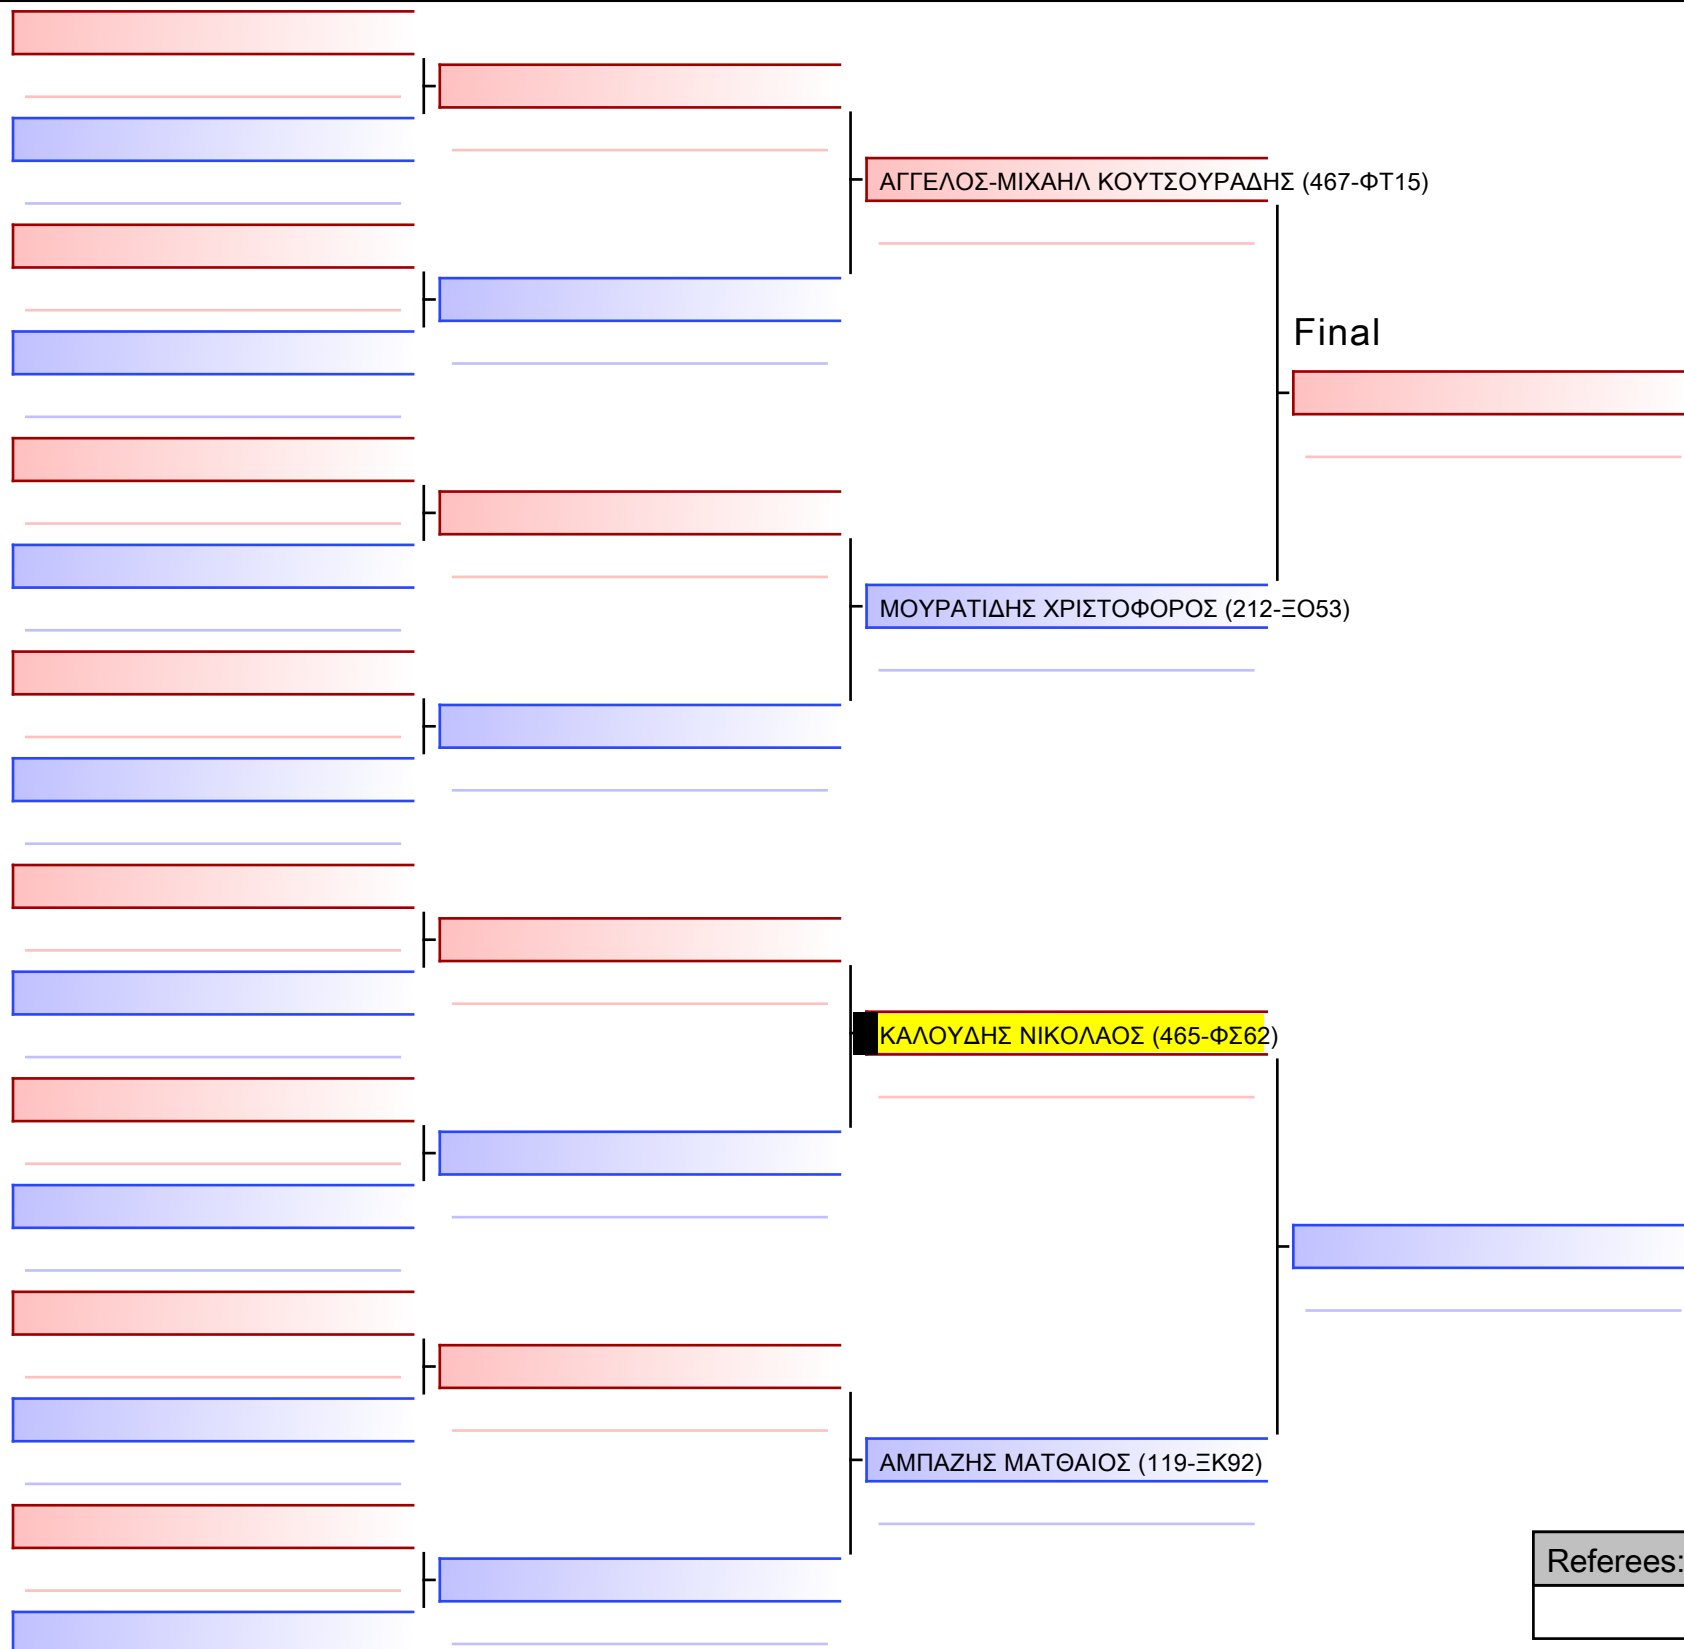 ΑΓΓΕΛΟΣ-ΜΙΧΑΗΛ ΚΟΥΤΣΟΥΡΑΔΗΣ (467-ΦΤ15)
Final
ΜΟΥΡΑΤΙΔΗΣ ΧΡΙΣΤΟΦΟΡΟΣ (212-ΞΟ53)
ΚΑΛΟΥΔΗΣ ΝΙΚΟΛΑΟΣ (465-ΦΣ62)
ΑΜΠΑΖΗΣ ΜΑΤΘΑΙΟΣ (119-ΞΚ92)
Referees: